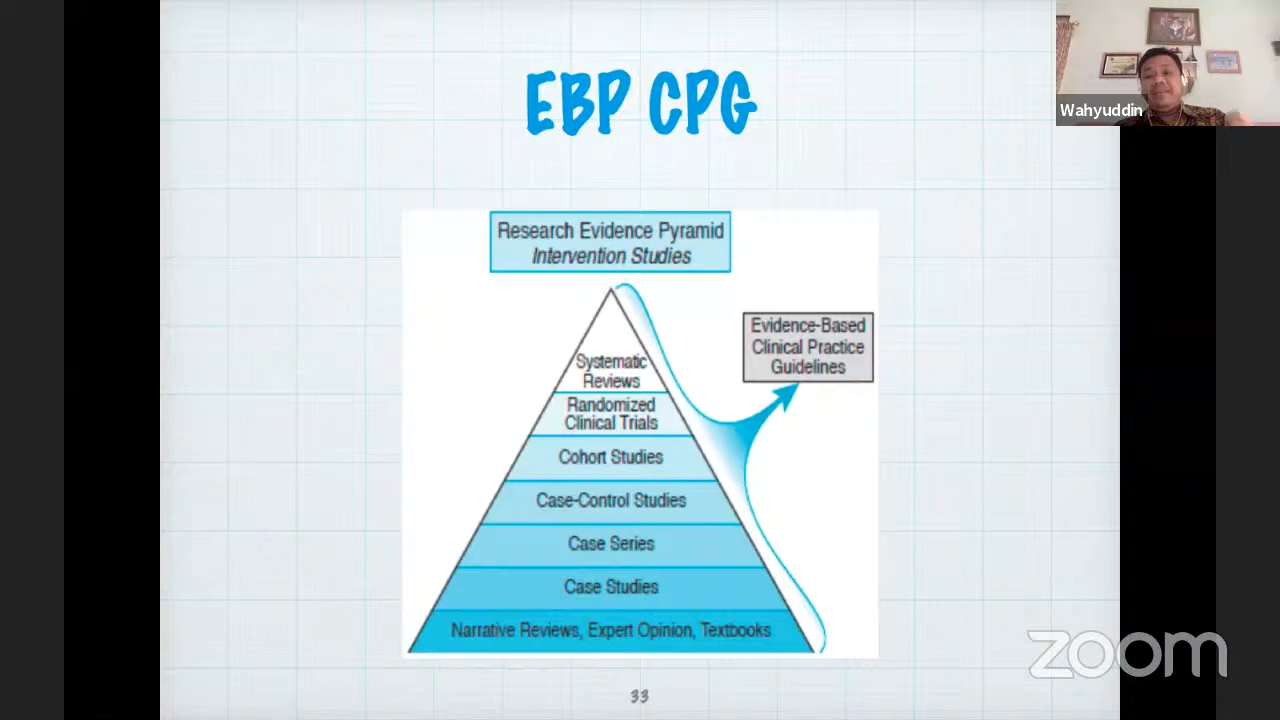 EBP CPG
Wahyuddin
Research Evidence Pyramid
Intervention Studies
Evidence-Based
Clinical Practice
Guidelines
Systematic
Reviews
Randomized
Clinical Trials
Cohort Studies
Case-Control Studies
Case Series
Case Studies
Narrative Reviews, Expert Opinion, Textbooks
zoom
33